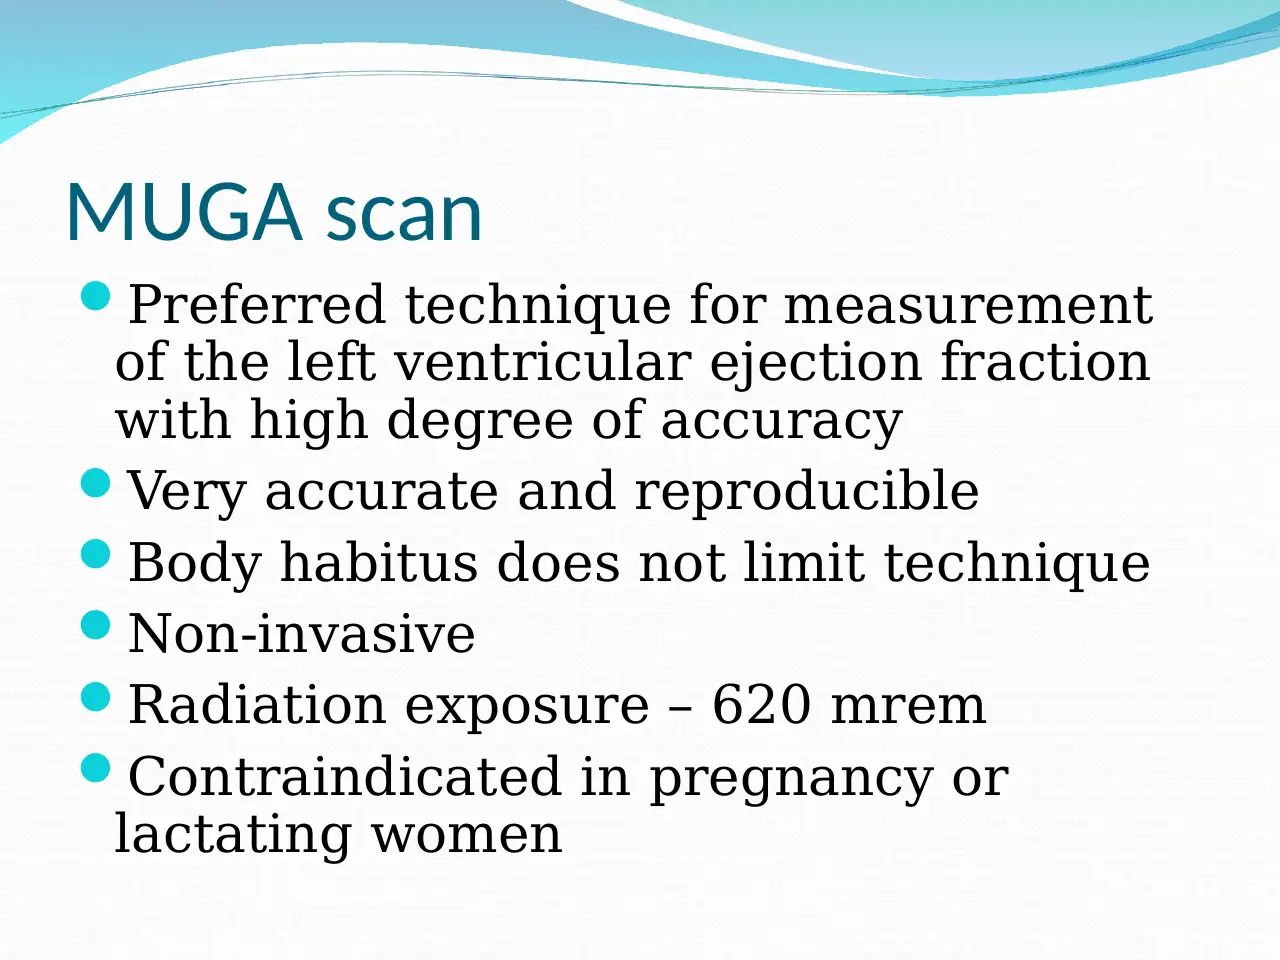 MUGA scan
Preferred technique for measurement
of the left ventricular ejection fraction
with high degree of accuracy
Very accurate and reproducible
Body habitus does not limit technique
Non-invasive
Radiation exposure – 620 mrem
Contraindicated in pregnancy or
lactating women